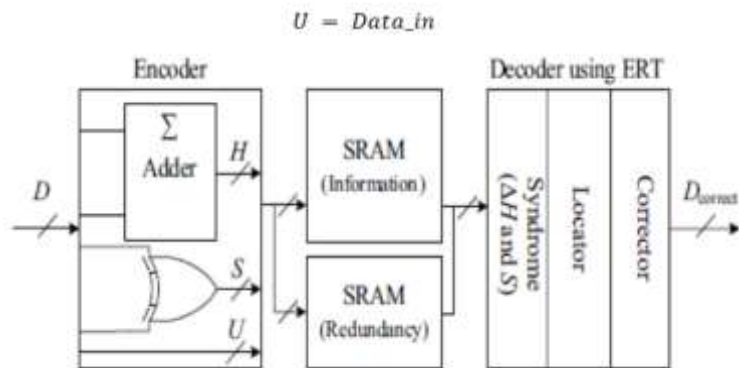 U = Data_in
Encoder
Decoder using ERT
Σ
Adder
H
D
S
U
SRAM
(Information)
SRAM
(Redundancy)
Syndrome
(ΔH and S)
Locator
Corrector
Dcorrect